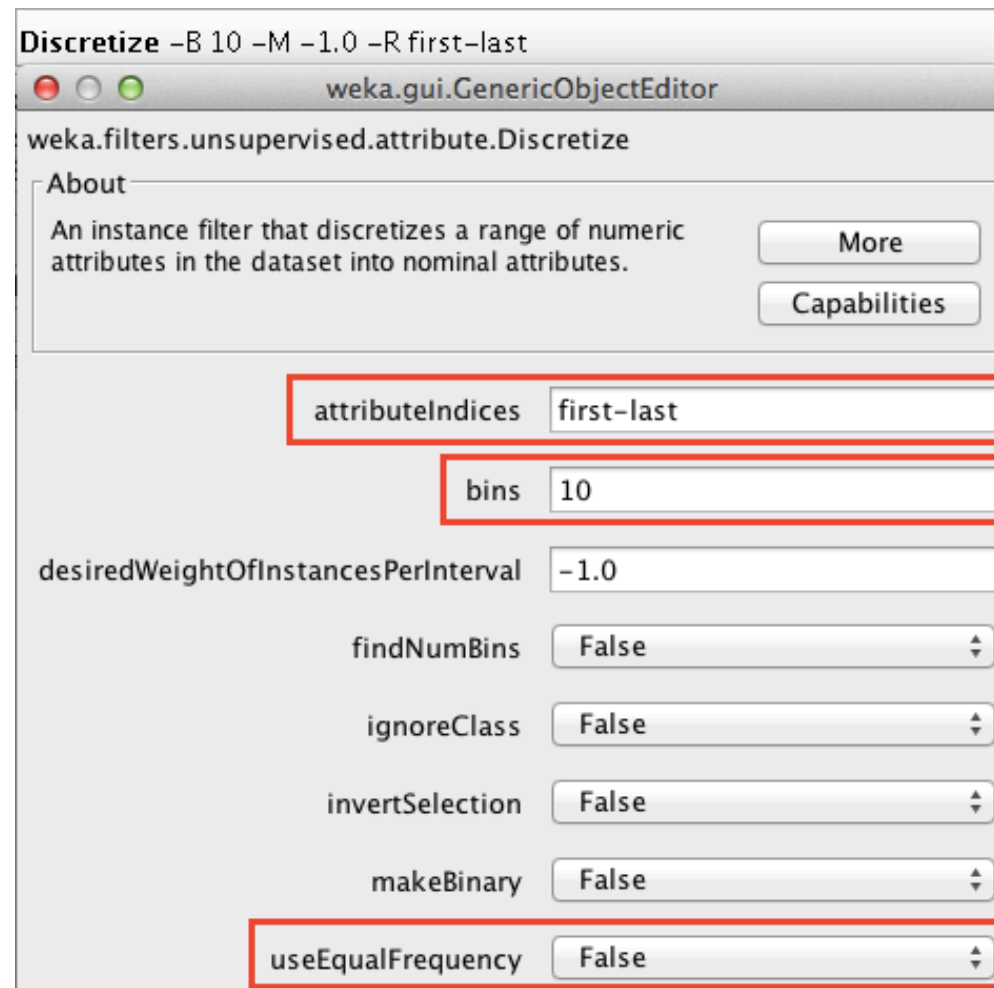 Discretize -B 10 -M -1.0 -R first-last
weka.gui.GenericObjectEditor
weka.filters.unsupervised.attribute.Discretize
About
An instance filter that discretizes a range of numeric
attributes in the dataset into nominal attributes.
More
Capabilities
attributeIndices first-last
bins 10
desiredWeightOfInstancesPerInterval -1.0
findNumBins False
ignoreClass False
invertSelection False
makeBinary False
useEqualFrequency False